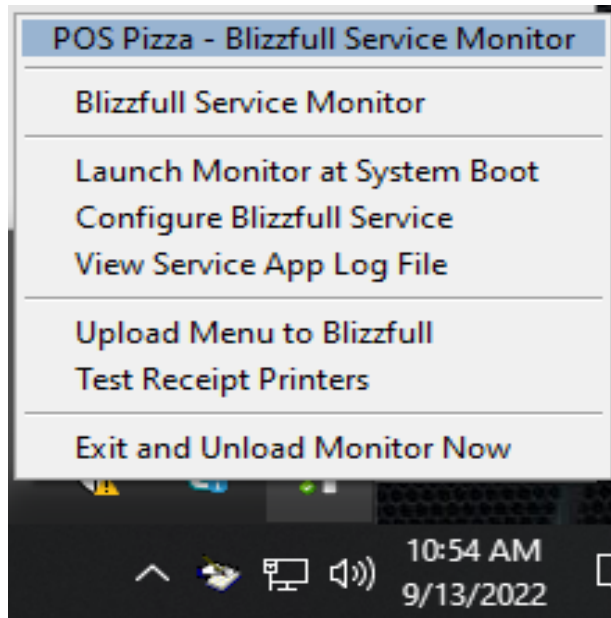 POS Pizza - Blizzfull Service Monitor
Blizzfull Service Monitor
Launch Monitor at System Boot
Configure Blizzfull Service
View Service App Log File
Upload Menu to Blizzfull
Test Receipt Printers
Exit and Unload Monitor Now
10:54 AM
9/13/2022